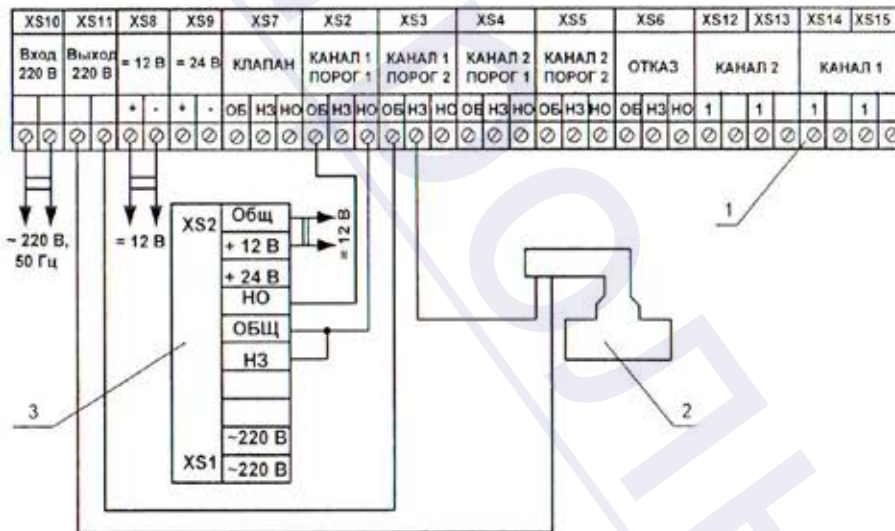 XS10 XS11 XS8 XS9 XS7 XS2 XS3 XS4 XS5 XS6 XS12 XS13 XS14 XS15
Вход 220 В Выход 220 В = 12 В = 24 В КЛАПАН КАНАЛ 1 ПОРОГ 1 КАНАЛ 1 ПОРОГ 2 КАНАЛ 2 ПОРОГ 1 КАНАЛ 2 ПОРОГ 2 ОТКАЗ КАНАЛ 2 КАНАЛ 1
+ - + - ОБ НЗ НО ОБ НЗ НО ОБ НЗ НО ОБ НЗ НО ОБ НЗ НО ОБ НЗ НО 1 1 1 1
~ 220 В,
50 Гц
= 12 В
XS2
Общ
+ 12 В
= 12 В
+ 24 В
НО
ОБЩ
НЗ
~220 В
XS1
~220 В
1
2
3